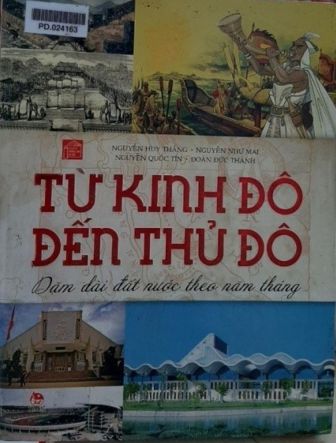 PD.024163
NGUYỄN HUY THẮNG - NGUYỄN NHƯ MAI
NGUYỄN QUỐC TÍN - ĐOÀN ĐỨC THÀNH
TỪ KINH ĐÔ
ĐẾN THỦ ĐÔ
Dặm dài đất nước theo năm tháng